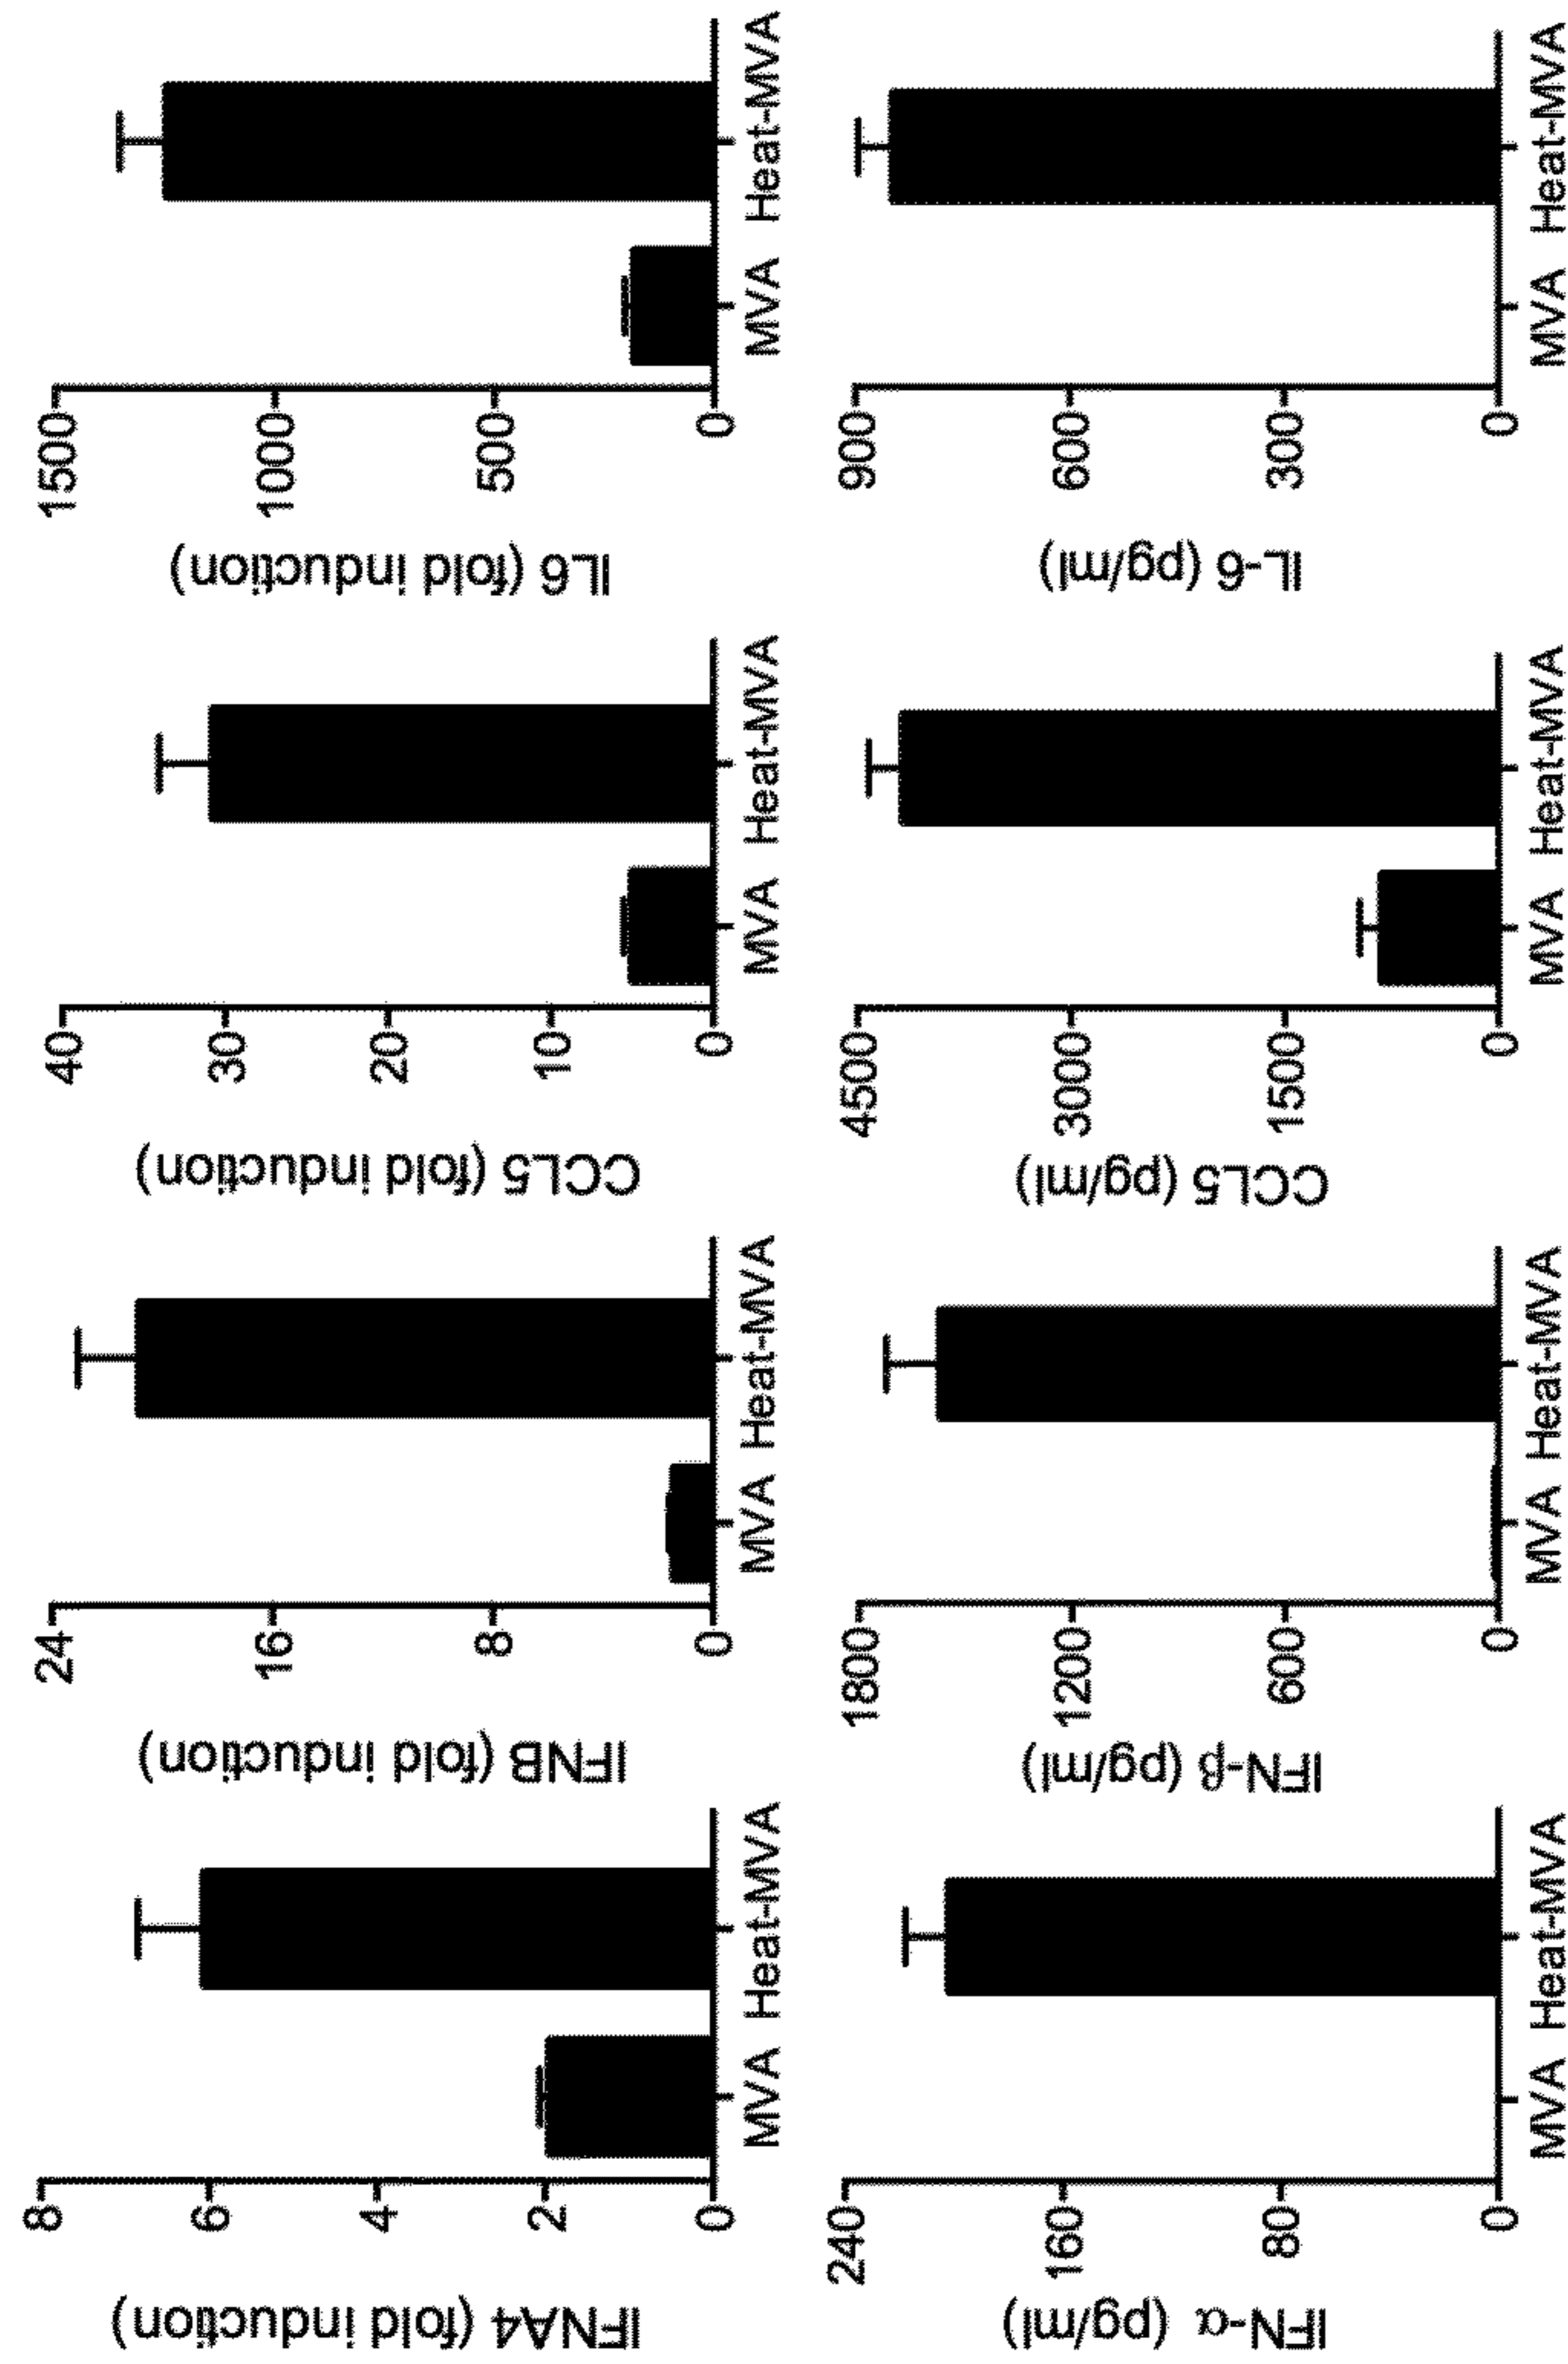 IFNA4 (fold induction)
8
6
4
2
0
MVA Heat-MVA
IFNB (fold induction)
24
16
8
0
MVA Heat-MVA
CCL5 (fold induction)
40
30
20
10
0
MVA Heat-MVA
IL6 (fold induction)
1500
1000
500
0
MVA Heat-MVA
IFN-α (pg/ml)
240
160
80
0
MVA Heat-MVA
IFN-β (pg/ml)
1800
1200
600
0
MVA Heat-MVA
CCL5 (pg/ml)
4500
3000
1500
0
MVA Heat-MVA
IL-6 (pg/ml)
900
600
300
0
MVA Heat-MVA